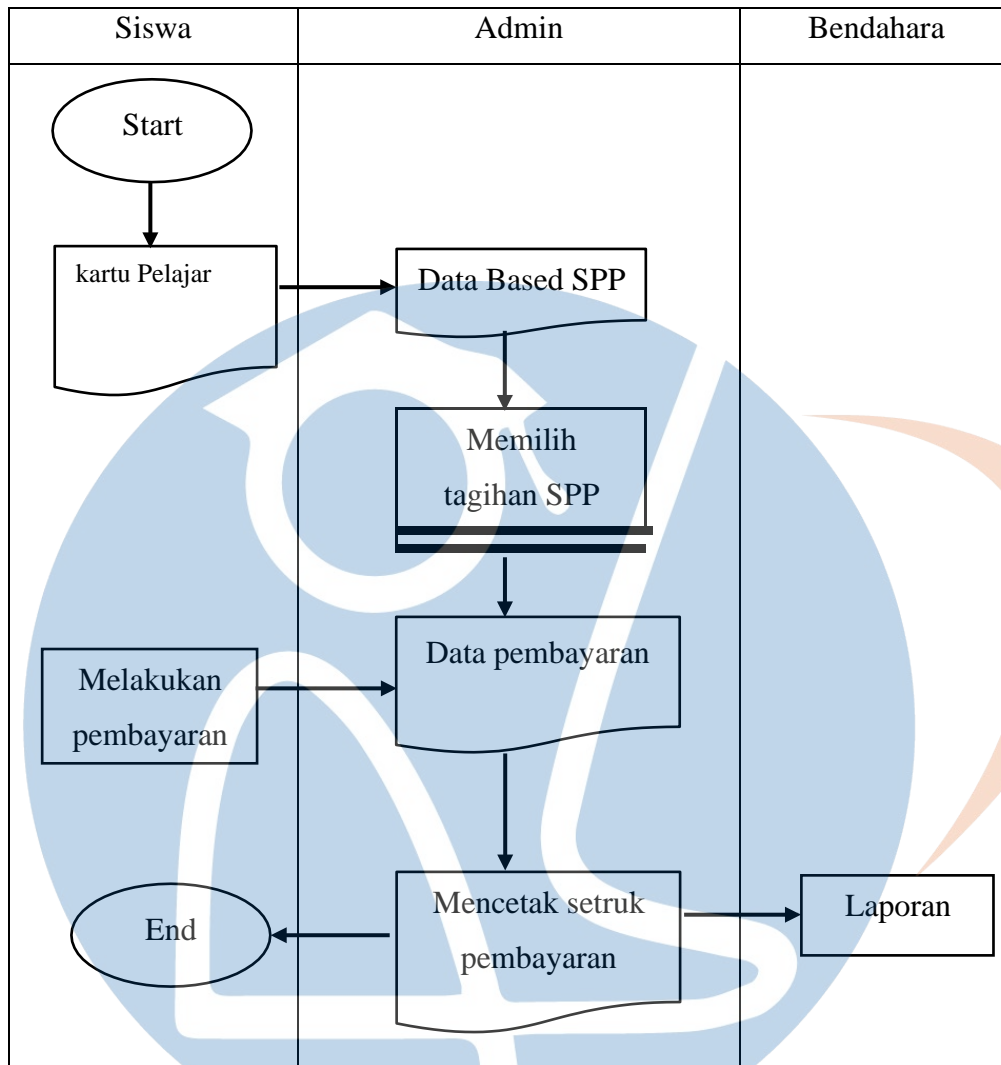 Siswa
Admin
Bendahara
Start
kartu Pelajar
Data Based SPP
Memilih
tagihan SPP
Data pembayaran
Melakukan
pembayaran
Mencetak setruk
pembayaran
End
Laporan